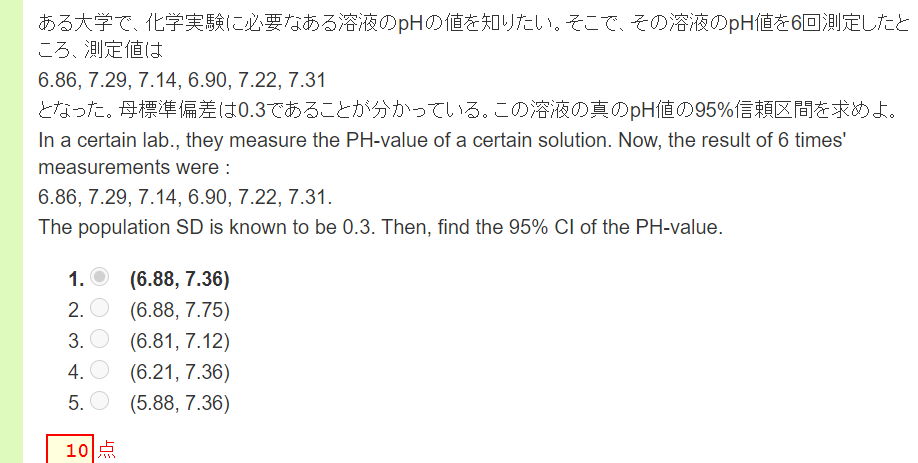 ある大学で、化学実験に必要なある溶液のpHの値を知りたい。そこで、その溶液のpH値を6回測定したと
ころ、測定値は
6.86, 7.29, 7.14, 6.90, 7.22, 7.31
となった。母標準偏差は0.3であることが分かっている。この溶液の真のpH値の95%信頼区間を求めよ。
In a certain lab., they measure the PH-value of a certain solution. Now, the result of 6 times'
measurements were :
6.86, 7.29, 7.14, 6.90, 7.22, 7.31.
The population SD is known to be 0.3. Then, find the 95% CI of the PH-value.
1. (6.88, 7.36)
2. (6.88, 7.75)
3. (6.81, 7.12)
4. (6.21, 7.36)
5. (5.88, 7.36)
10 点